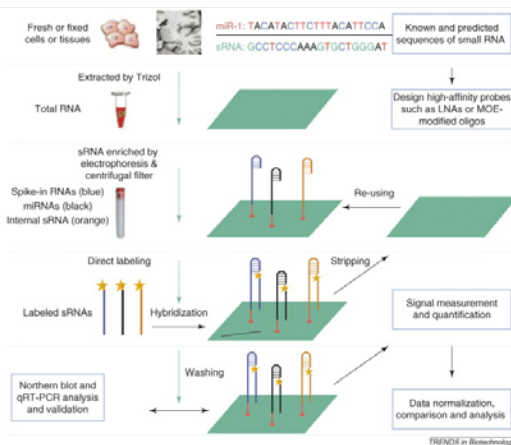 Fresh or fixed
cells or tissues
miR-1: TACATACTTCTTTACATTCCA
sRNA: GCCTCCCAAAGTGCTGGGAT
Known and predicted
sequences of small RNA
Extracted by Trizol
Total RNA
Design high-affinity probes
such as LNAs or MOE-
modified oligos
sRNA enriched by
electrophoresis &
centrifugal filter
Spike-in RNAs (blue)
miRNAs (black)
Internal sRNA (orange)
Re-using
Direct labeling
Stripping
Labeled sRNAs
Hybridization
Signal measurement
and quantification
Washing
Northern blot and
qRT-PCR analysis
and validation
Data normalization,
comparison and analysis
TRENDS in Biotechnology